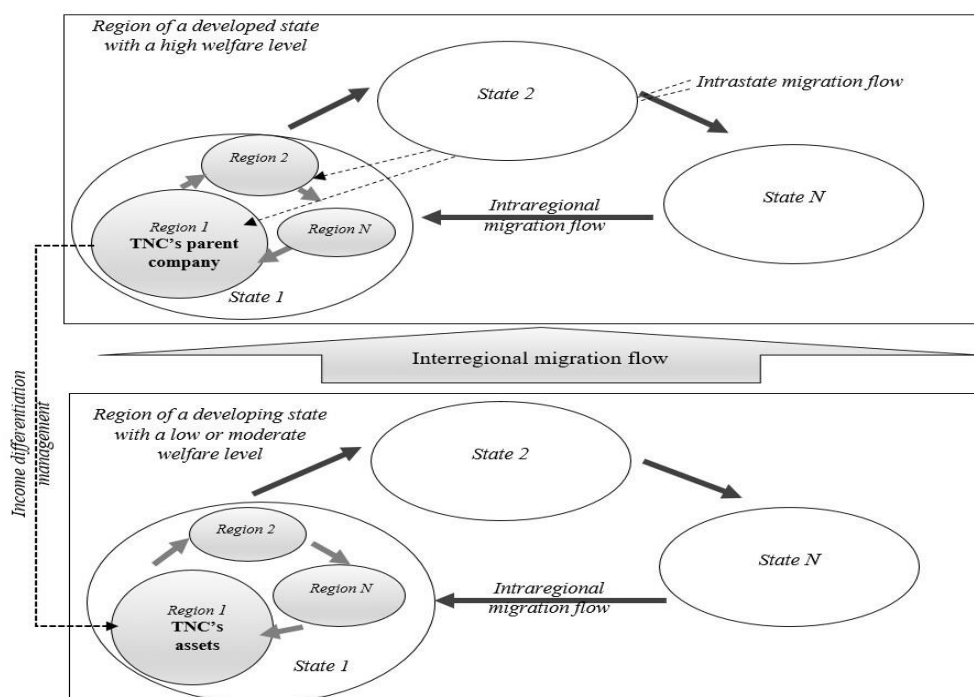 Region of a developed state
with a high welfare level
State 2
Intrastate migration flow
Region 2
State N
Region 1
TNC's parent
company
Region N
Intraregional
migration flow
State 1
Interregional migration flow
Income differentiation
management
Region of a developing state
with a low or moderate
welfare level
State 2
Region 2
State N
Region N
Intraregional
migration flow
Region 1
TNC's
assets
State 1